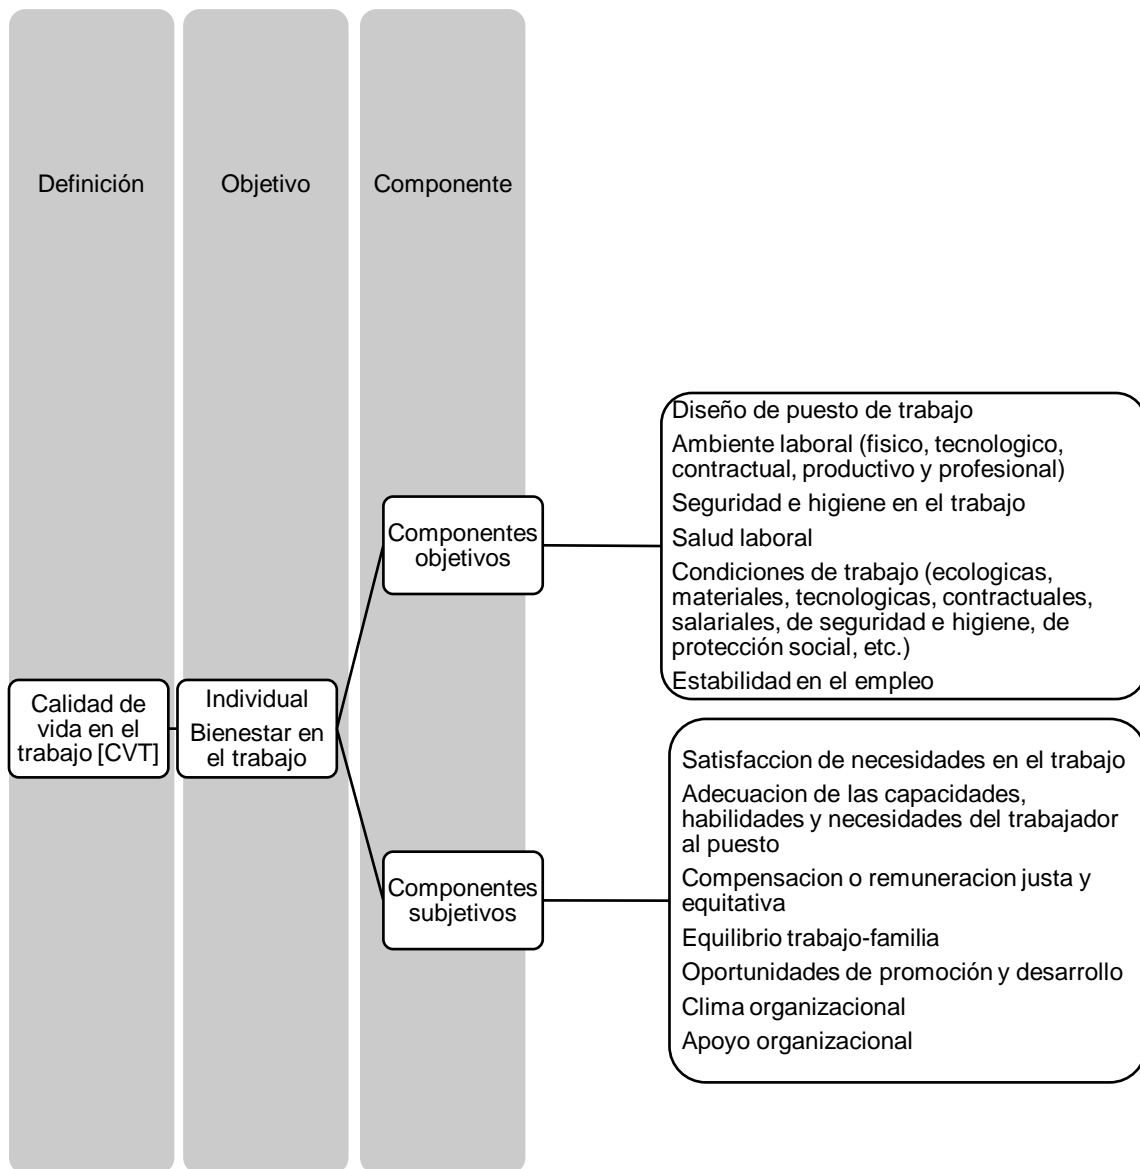 Definición
Objetivo
Componente
Calidad de
vida en el
trabajo [CVT]
Individual
Bienestar en
el trabajo
Componentes
objetivos
Diseño de puesto de trabajo
Ambiente laboral (fisico, tecnologico,
contractual, productivo y profesional)
Seguridad e higiene en el trabajo
Salud laboral
Condiciones de trabajo (ecologicas,
materiales, tecnologicas, contractuales,
salariales, de seguridad e higiene, de
protección social, etc.)
Estabilidad en el empleo
Componentes
subjetivos
Satisfaccion de necesidades en el trabajo
Adecuacion de las capacidades,
habilidades y necesidades del trabajador
al puesto
Compensacion o remuneracion justa y
equitativa
Equilibrio trabajo-familia
Oportunidades de promoción y desarrollo
Clima organizacional
Apoyo organizacional